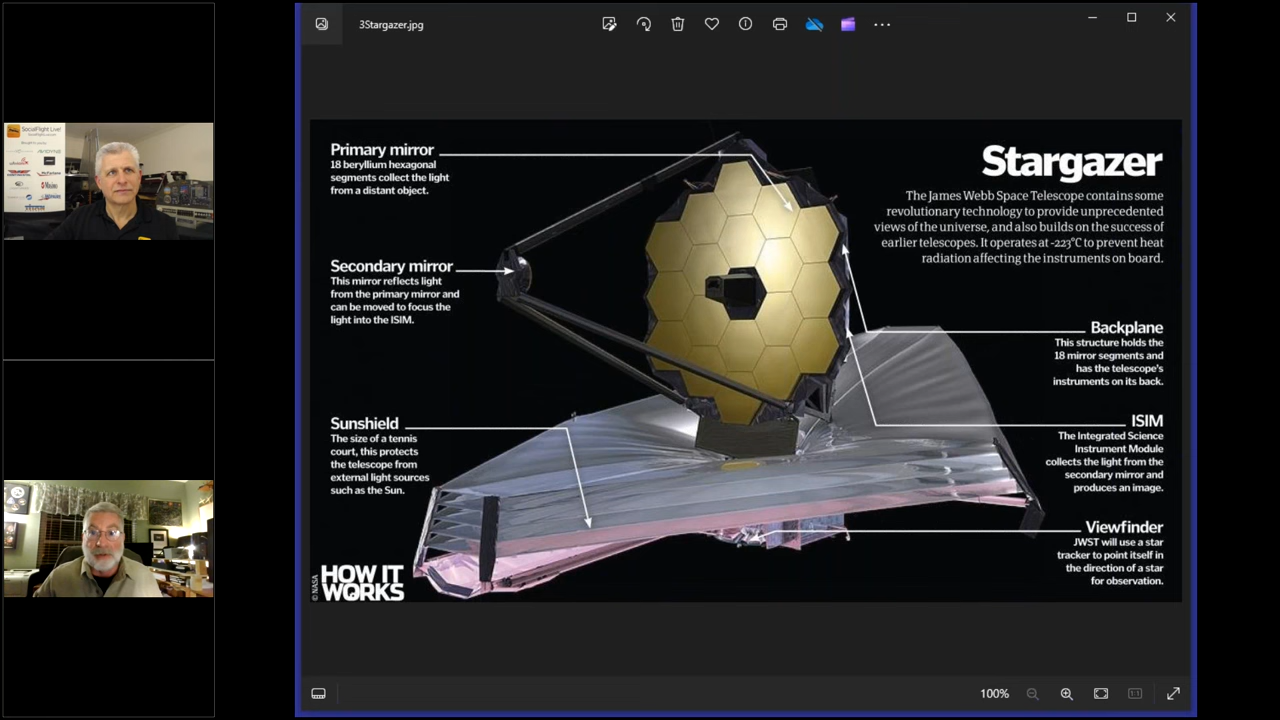 3Stargazer.jpg
SocialFlight Live!
AVIDYNE
Primary mirror
18 beryllium hexagonal
segments collect the light
from a distant object.
Secondary mirror
This mirror reflects light
from the primary mirror and
can be moved to focus the
light into the ISIM.
Sunshield
The size of a tennis
court, this protects
the telescope from
external light sources
such as the Sun.
© NASA
HOW IT
WORKS
Stargazer
The James Webb Space Telescope contains some
revolutionary technology to provide unprecedented
views of the universe, and also builds on the success of
earlier telescopes. It operates at -223°C to prevent heat
radiation affecting the instruments on board.
Backplane
This structure holds the
18 mirror segments and
has the telescope's
instruments on its back.
ISIM
The Integrated Science
Instrument Module
collects the light from the
secondary mirror and
produces an image.
Viewfinder
JWST will use a star
tracker to point itself in
the direction of a star
for observation.
100%
1:1